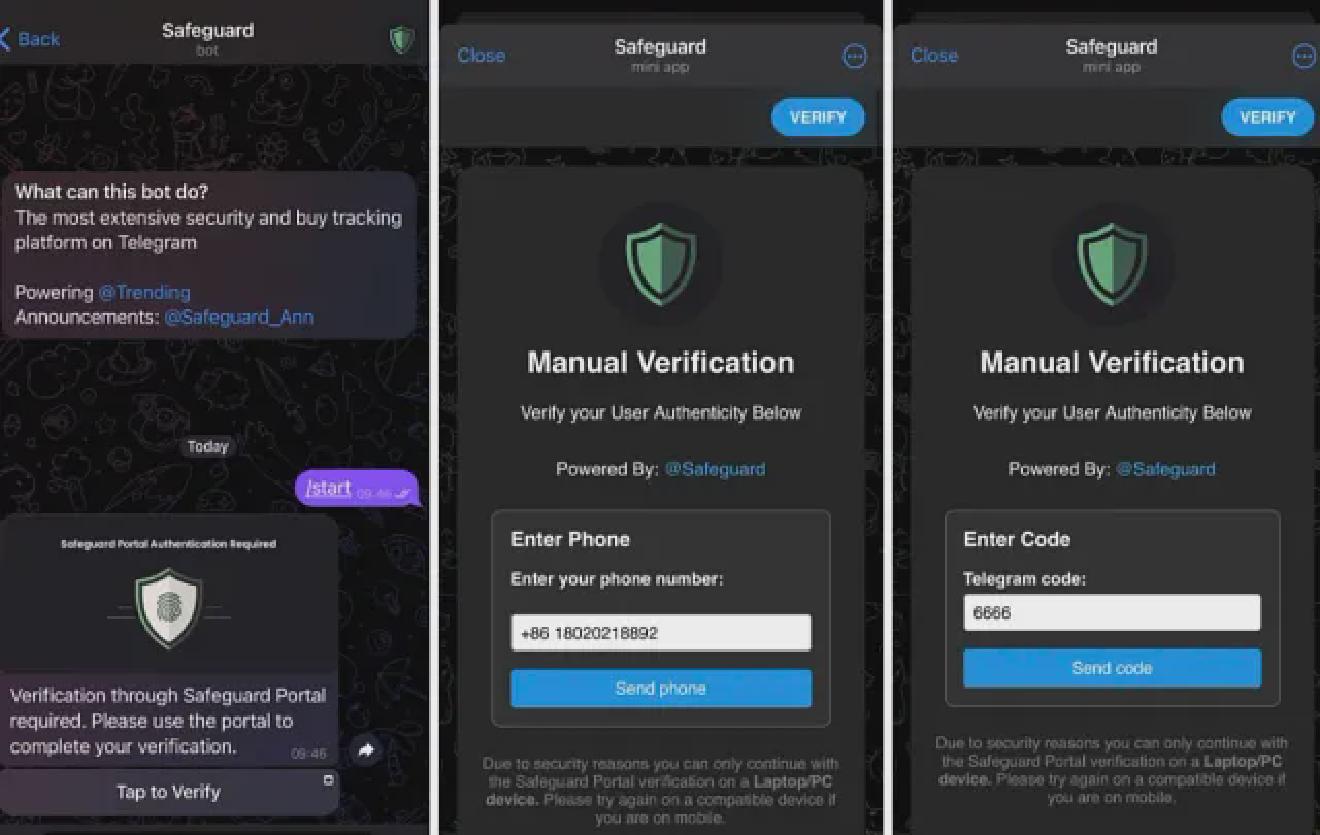 Back
Safeguard
bot
What can this bot do?
The most extensive security and buy tracking
platform on Telegram
Powering @Trending
Announcements: @Safeguard_Ann
Today
/start 09:46
Safeguard Portal Authentication Required
Verification through Safeguard Portal
required. Please use the portal to
complete your verification. 09:46
Tap to Verify
Close
Safeguard
mini app
VERIFY
Manual Verification
Verify your User Authenticity Below
Powered By: @Safeguard
Enter Phone
Enter your phone number:
+86 18020218892
Send phone
Due to security reasons you can only continue with
the Safeguard Portal verification on a Laptop/PC
device. Please try again on a compatible device if
you are on mobile.
Close
Safeguard
mini app
VERIFY
Manual Verification
Verify your User Authenticity Below
Powered By: @Safeguard
Enter Code
Telegram code:
6666
Send code
Due to security reasons you can only continue with
the Safeguard Portal verification on a Laptop/PC
device. Please try again on a compatible device if
you are on mobile.